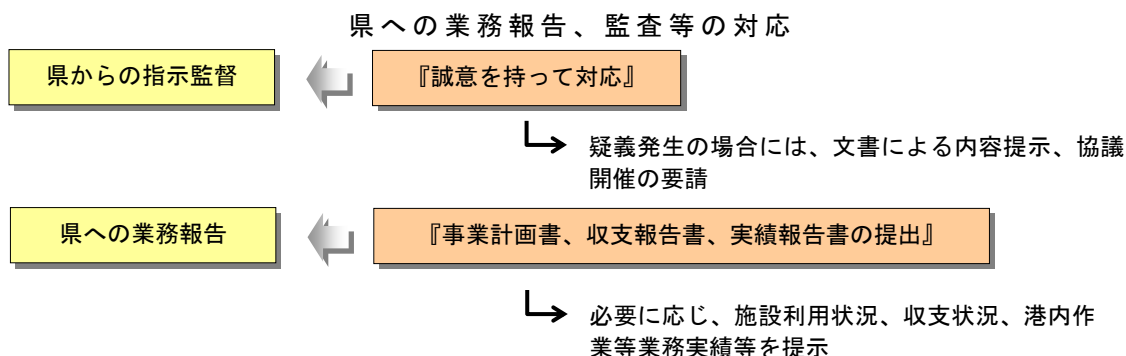 県への業務報告、監査等の対応
県からの指示監督
『誠意を持って対応』
疑義発生の場合には、文書による内容提示、協議
開催の要請
県への業務報告
『事業計画書、収支報告書、実績報告書の提出』
必要に応じ、施設利用状況、収支状況、港内作
業等業務実績等を提示